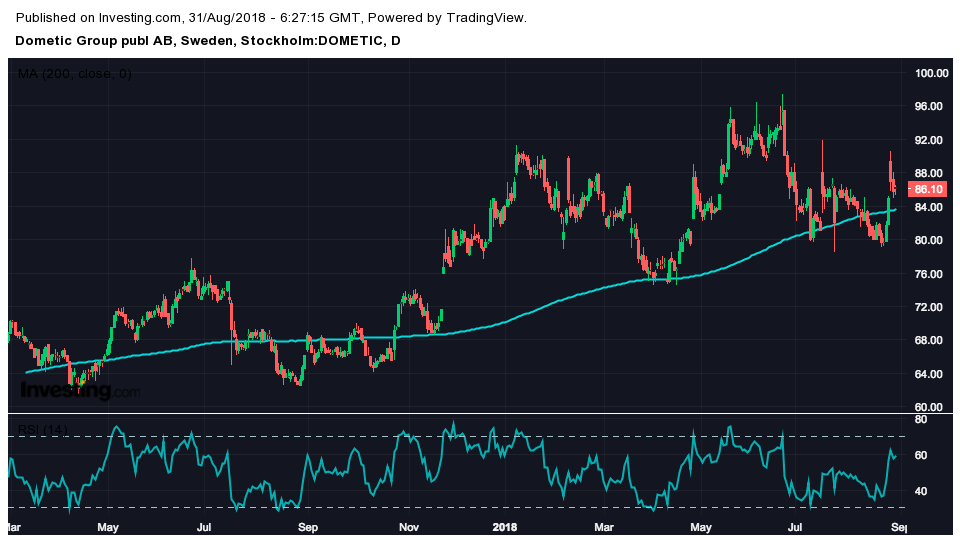 Published on Investing.com, 31/Aug/2018 - 6:27:15 GMT, Powered by TradingView.
Dometic Group publ AB, Sweden, Stockholm:DOMETIC, D
MA (200, close, 0)
100.00
96.00
92.00
88.00
86.10
84.00
80.00
76.00
72.00
68.00
64.00
60.00
Investing.com
RSI (14)
80
60
40
Mar May Jul Sep Nov 2018 Mar May Jul Sep